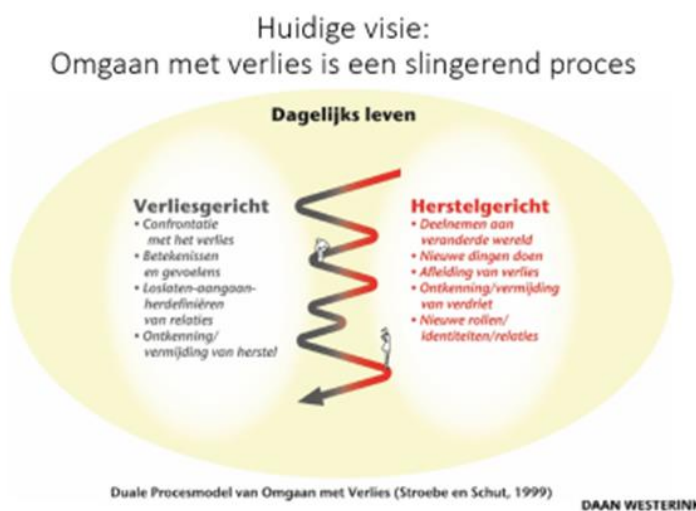 Huidige visie:
Omgaan met verlies is een slingerend proces
Dagelijks leven
Verliesgericht
• Confrontatie
met het verlies
• Betekenissen
en gevoelens
• Loslaten-aangaan-
herdefiniëren
van relaties
• Ontkenning/
vermijding van herstel
Herstelgericht
• Deelnemen aan
veranderde wereld
• Nieuwe dingen doen
• Afleiding van verlies
• Ontkenning/vermijding
van verdriet
• Nieuwe rollen/
identiteiten/relaties
Duale Procesmodel van Omgaan met Verlies (Stroebe en Schut, 1999)
DAAN WESTERINK